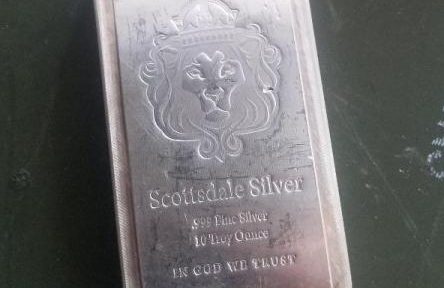 Scottsdale Silver
.999 Fine Silver
10 Troy Ounce
IN GOD WE TRUST